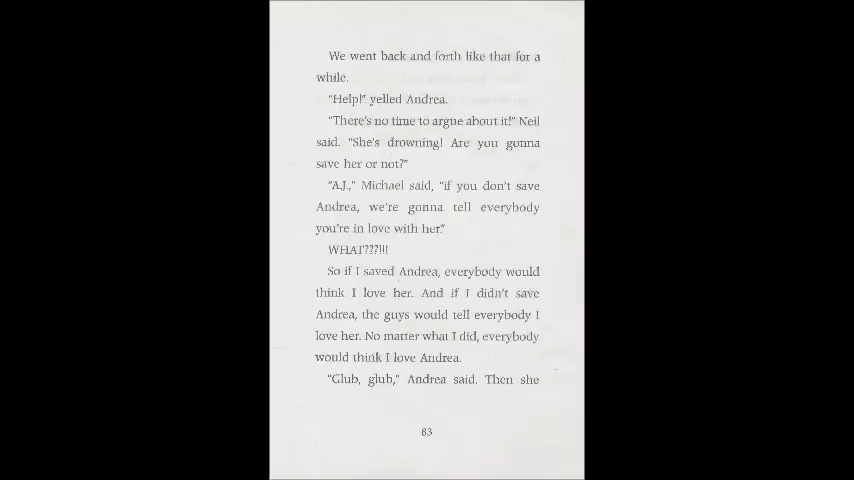 We went back and forth like that for a
while.
"Help!" yelled Andrea.
"There's no time to argue about it!" Neil
said. "She's drowning! Are you gonna
save her or not?"
"A.J.," Michael said, "if you don't save
Andrea, we're gonna tell everybody
you're in love with her."
WHAT???!!!
So if I saved Andrea, everybody would
think I love her. And if I didn't save
Andrea, the guys would tell everybody I
love her. No matter what I did, everybody
would think I love Andrea.
"Glub, glub," Andrea said. Then she
83